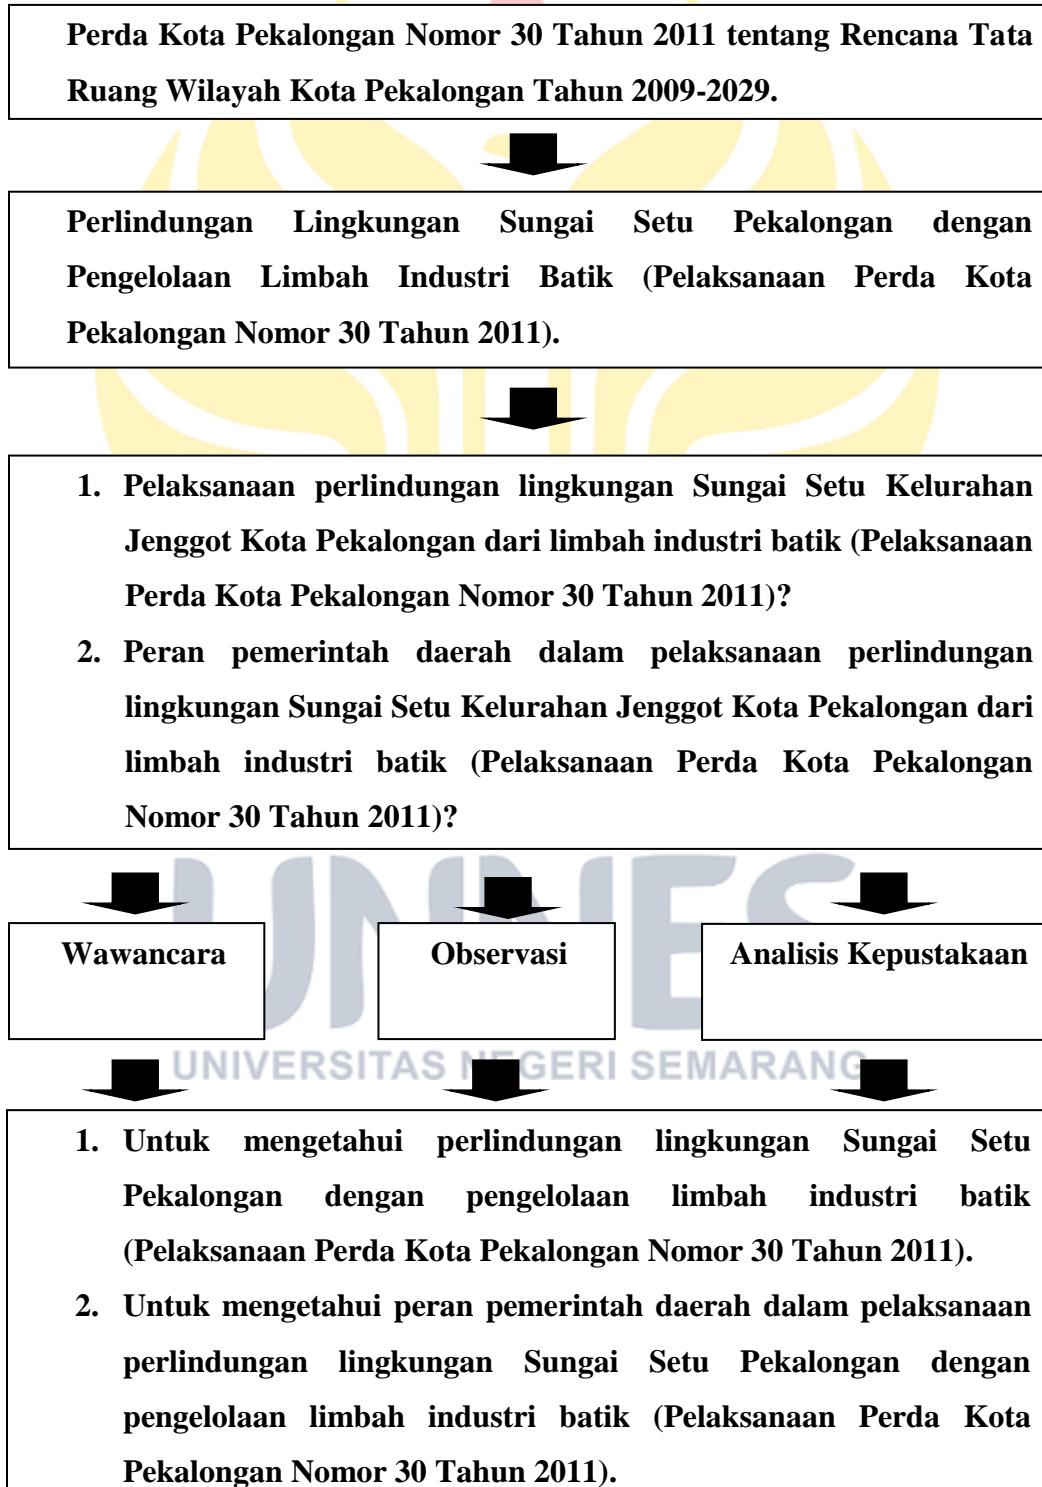 Perda Kota Pekalongan Nomor 30 Tahun 2011 tentang Rencana Tata
Ruang Wilayah Kota Pekalongan Tahun 2009-2029.
Perlindungan Lingkungan Sungai Setu Pekalongan dengan
Pengelolaan Limbah Industri Batik (Pelaksanaan Perda Kota
Pekalongan Nomor 30 Tahun 2011).
1. Pelaksanaan perlindungan lingkungan Sungai Setu Kelurahan
Jenggot Kota Pekalongan dari limbah industri batik (Pelaksanaan
Perda Kota Pekalongan Nomor 30 Tahun 2011)?
2. Peran pemerintah daerah dalam pelaksanaan perlindungan
lingkungan Sungai Setu Kelurahan Jenggot Kota Pekalongan dari
limbah industri batik (Pelaksanaan Perda Kota Pekalongan
Nomor 30 Tahun 2011)?
UNNES
Wawancara
Observasi
Analisis Kepustakaan
UNIVERSITAS NEGERI SEMARANG
1. Untuk mengetahui perlindungan lingkungan Sungai Setu
Pekalongan dengan pengelolaan limbah industri batik
(Pelaksanaan Perda Kota Pekalongan Nomor 30 Tahun 2011).
2. Untuk mengetahui peran pemerintah daerah dalam pelaksanaan
perlindungan lingkungan Sungai Setu Pekalongan dengan
pengelolaan limbah industri batik (Pelaksanaan Perda Kota
Pekalongan Nomor 30 Tahun 2011).